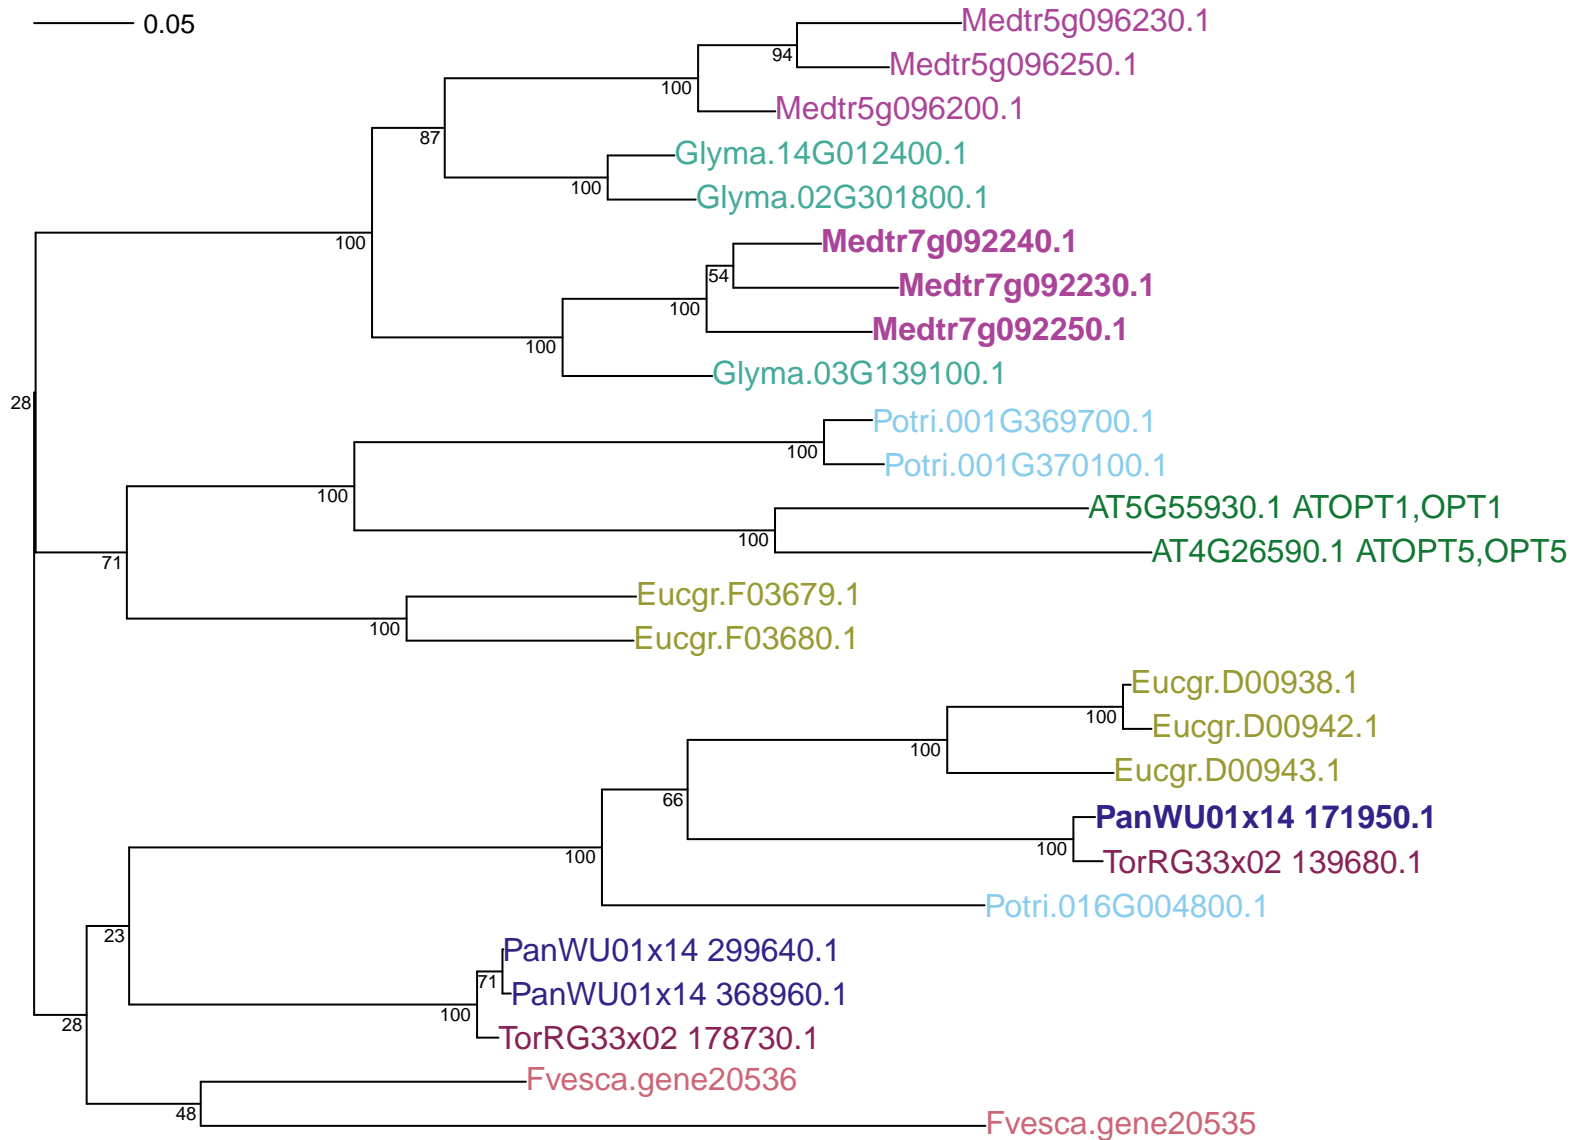 0.05
Medtr5g096230.1
94
Medtr5g096250.1
100
Medtr5g096200.1
87
Glyma.14G012400.1
100
Glyma.02G301800.1
100
Medtr7g092240.1
54
Medtr7g092230.1
100
Medtr7g092250.1
100
Glyma.03G139100.1
28
Potri.001G369700.1
100
Potri.001G370100.1
100
AT5G55930.1 ATOPT1,OPT1
100
AT4G26590.1 ATOPT5,OPT5
71
Eucgr.F03679.1
100
Eucgr.F03680.1
Eucgr.D00938.1
100
Eucgr.D00942.1
100
Eucgr.D00943.1
66
PanWU01x14 171950.1
100
TorRG33x02 139680.1
100
Potri.016G004800.1
23
PanWU01x14 299640.1
71
PanWU01x14 368960.1
100
TorRG33x02 178730.1
28
Fvesca.gene20536
48
Fvesca.gene20535